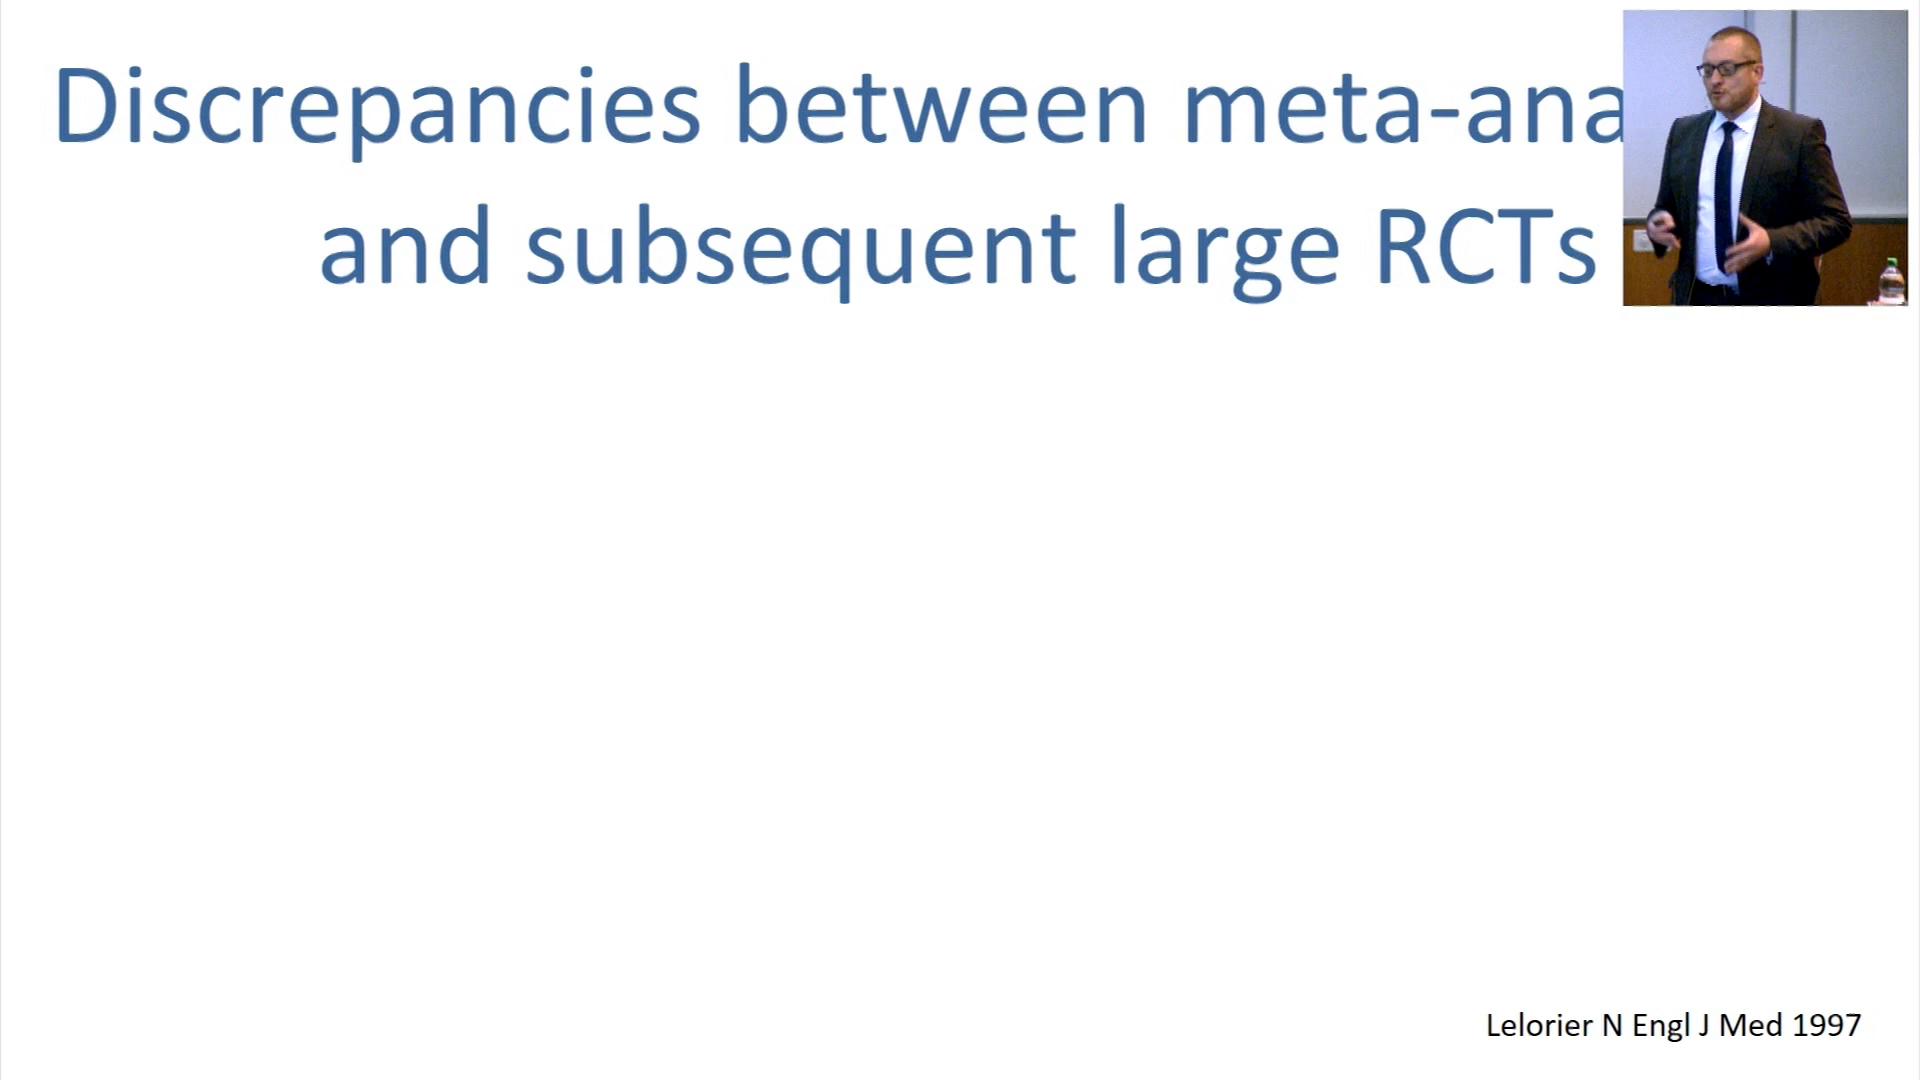 Discrepancies between meta-ana
and subsequent large RCTs
Lelorier N Engl J Med 1997